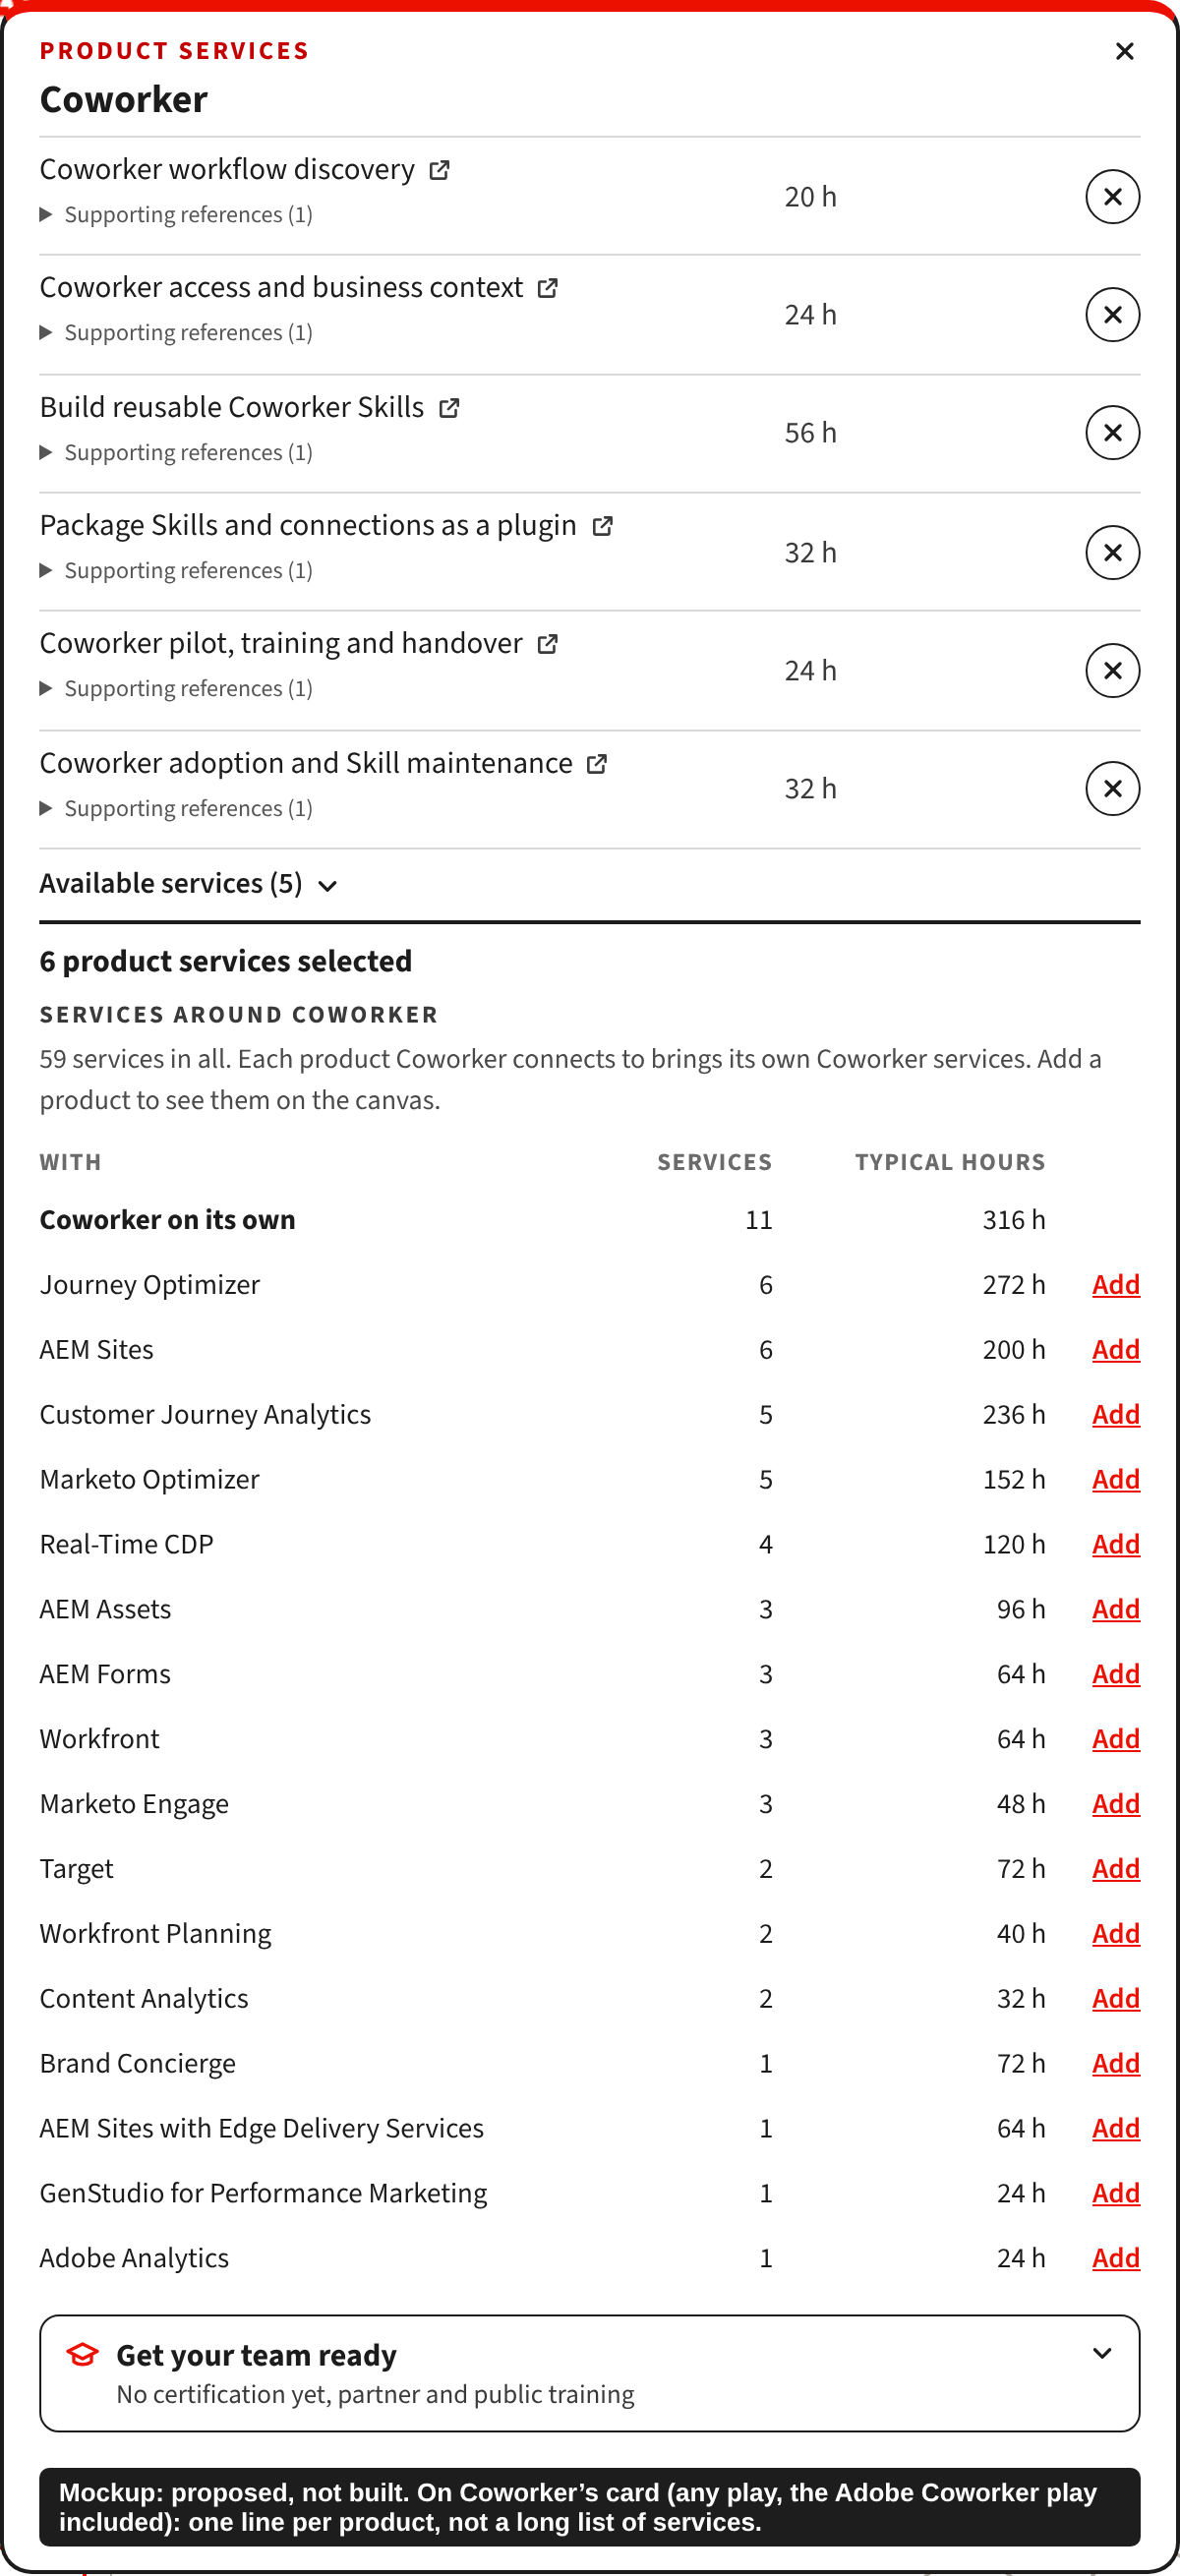 PRODUCT SERVICES
Coworker
Coworker workflow discovery
Supporting references (1)
20 h
Coworker access and business context
Supporting references (1)
24 h
Build reusable Coworker Skills
Supporting references (1)
56 h
Package Skills and connections as a plugin
Supporting references (1)
32 h
Coworker pilot, training and handover
Supporting references (1)
24 h
Coworker adoption and Skill maintenance
Supporting references (1)
32 h
Available services (5)
6 product services selected
SERVICES AROUND COWORKER
59 services in all. Each product Coworker connects to brings its own Coworker services. Add a
product to see them on the canvas.
WITH SERVICES TYPICAL HOURS
Coworker on its own 11 316 h
Journey Optimizer 6 272 h Add
AEM Sites 6 200 h Add
Customer Journey Analytics 5 236 h Add
Marketo Optimizer 5 152 h Add
Real-Time CDP 4 120 h Add
AEM Assets 3 96 h Add
AEM Forms 3 64 h Add
Workfront 3 64 h Add
Marketo Engage 3 48 h Add
Target 2 72 h Add
Workfront Planning 2 40 h Add
Content Analytics 2 32 h Add
Brand Concierge 1 72 h Add
AEM Sites with Edge Delivery Services 1 64 h Add
GenStudio for Performance Marketing 1 24 h Add
Adobe Analytics 1 24 h Add
Get your team ready
No certification yet, partner and public training
Mockup: proposed, not built. On Coworker’s card (any play, the Adobe Coworker play
included): one line per product, not a long list of services.